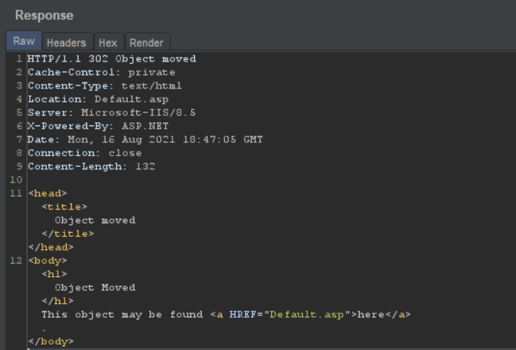 Response
Raw Headers Hex Render
1 HTTP/1.1 302 Object moved
2 Cache-Control: private
3 Content-Type: text/html
4 Location: Default.asp
5 Server: Microsoft-IIS/8.5
6 X-Powered-By: ASP.NET
7 Date: Mon, 16 Aug 2021 18:47:05 GMT
8 Connection: close
9 Content-Length: 132
10
11 <head>
<title>
Object moved
</title>
</head>
12 <body>
<h1>
Object Moved
</h1>
This object may be found <a HREF="Default.asp">here</a>
.
</body>